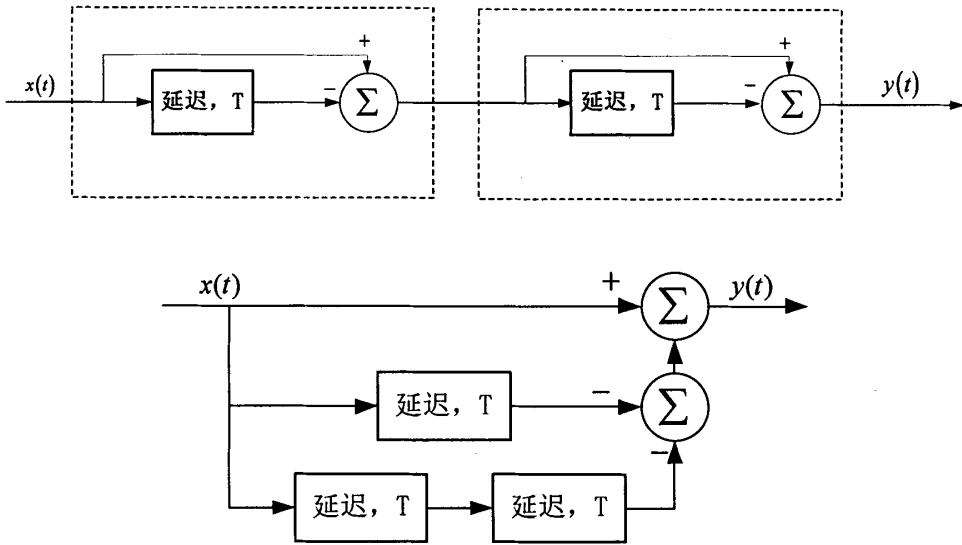 + +
x(t) 延迟，T − Σ 延迟，T − Σ y(t)
x(t) + Σ y(t)
延迟，T − Σ
−
延迟，T 延迟，T